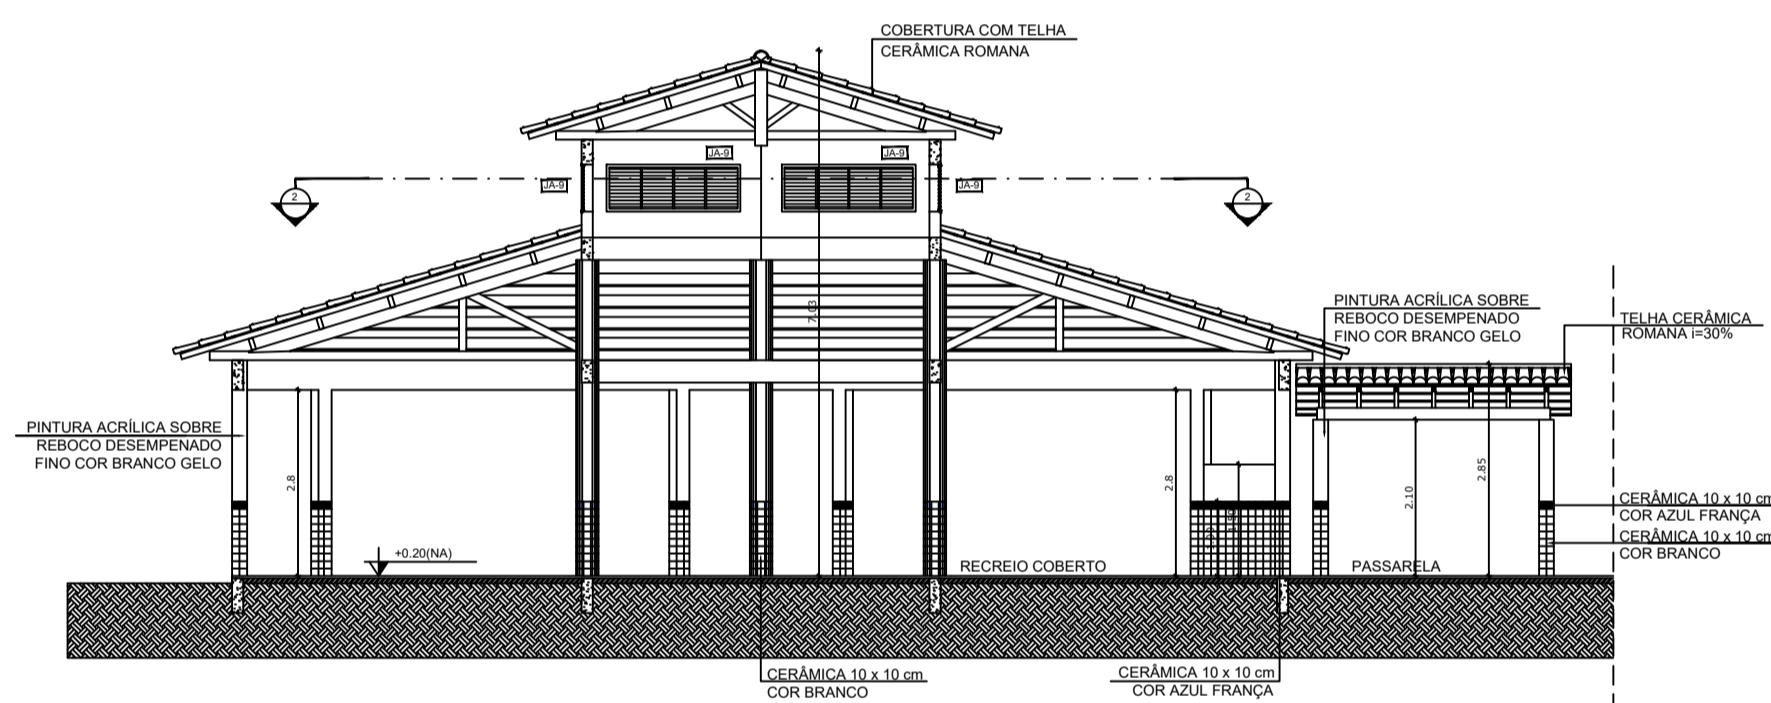 COBERTURA COM TELHA
CERÂMICA ROMANA
JA-9
JA-9
JA-9
JA-9
2
2
7.03
PINTURA ACRÍLICA SOBRE
REBOCO DESEMPENADO
FINO COR BRANCO GELO
TELHA CERÂMICA
ROMANA i=30%
PINTURA ACRÍLICA SOBRE
REBOCO DESEMPENADO
FINO COR BRANCO GELO
2.8
2.8
2.10
2.85
CERÂMICA 10 x 10 cm
COR AZUL FRANÇA
CERÂMICA 10 x 10 cm
COR BRANCO
+0.20(NA)
RECREIO COBERTO
PASSARELA
CERÂMICA 10 x 10 cm
COR BRANCO
CERÂMICA 10 x 10 cm
COR AZUL FRANÇA